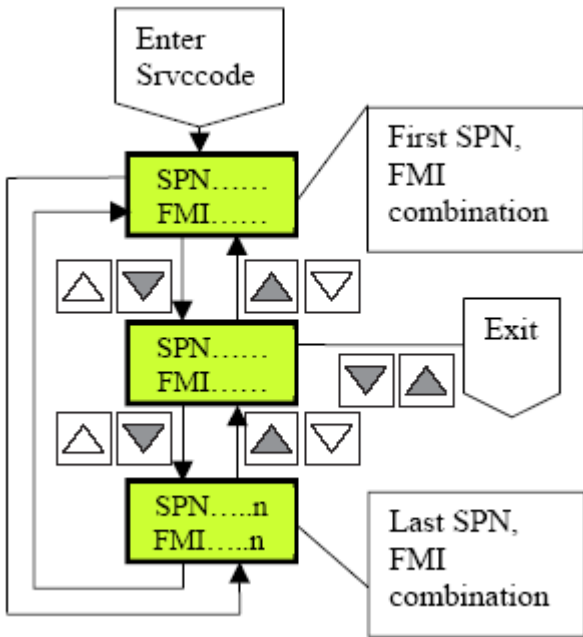 Enter
Srvccode
First SPN,
FMI
combination
SPN……
FMI……
SPN……
FMI……
Exit
SPN…..n
FMI…..n
Last SPN,
FMI
combination